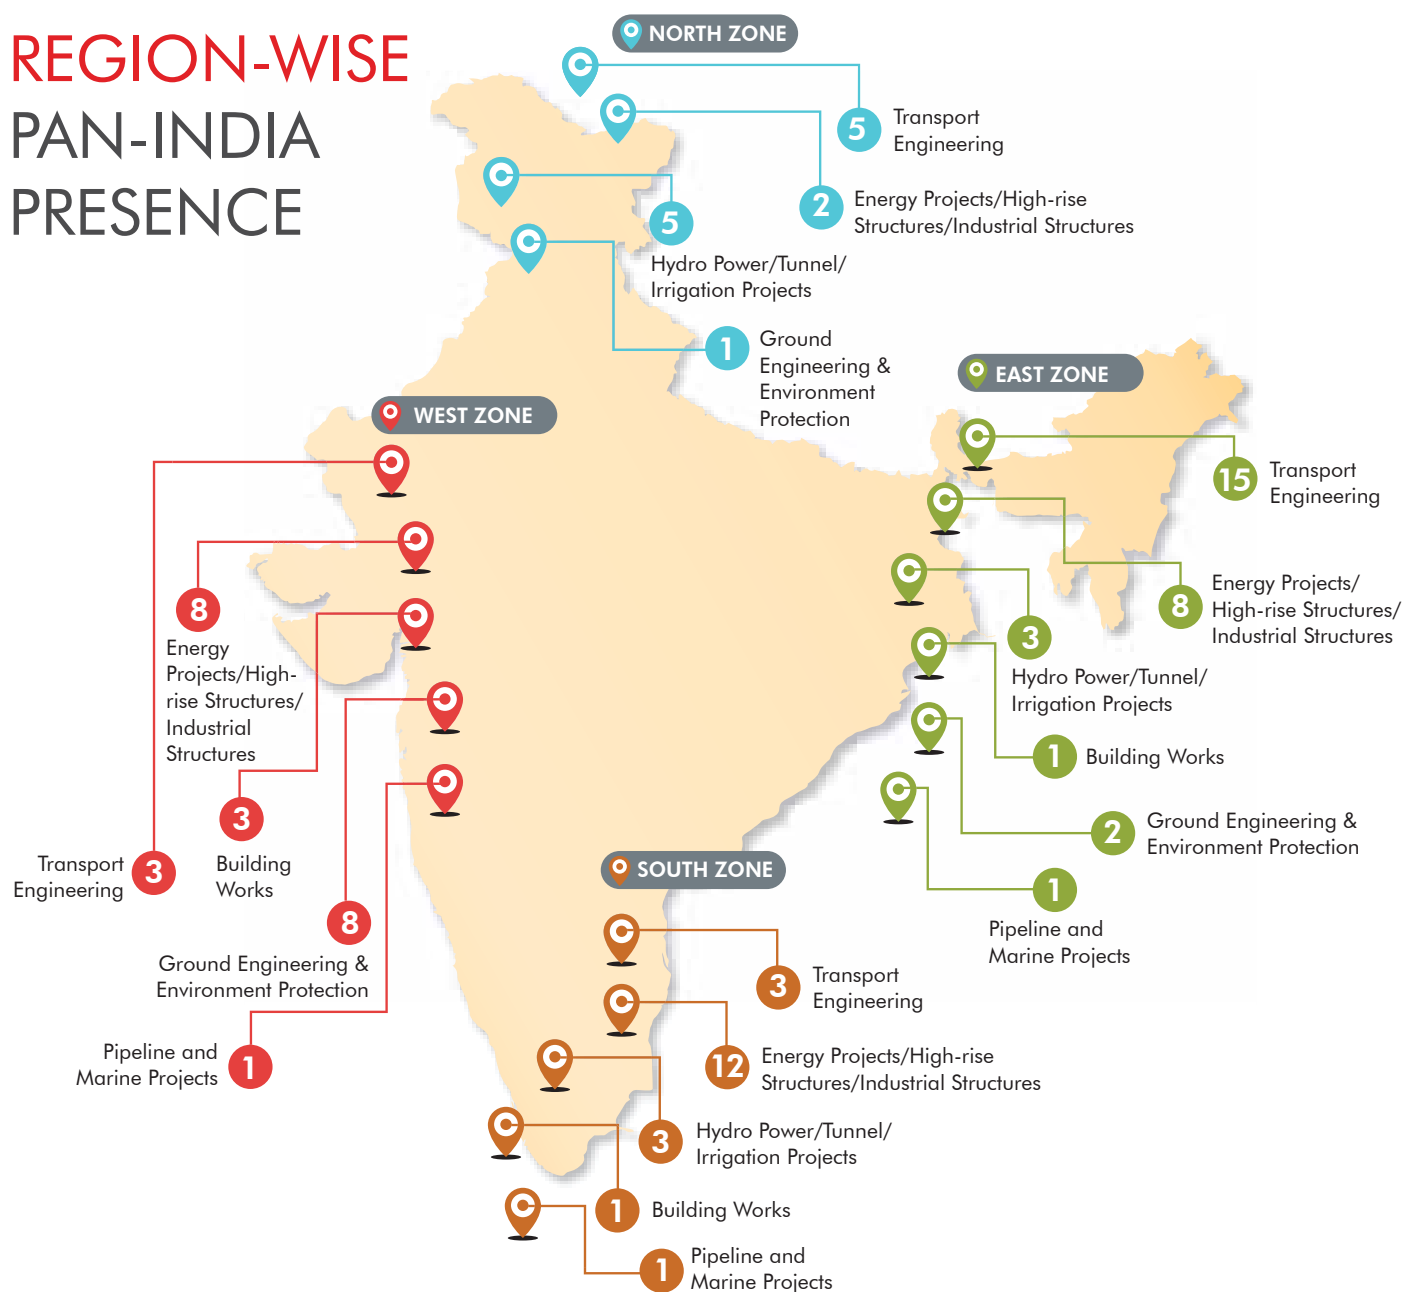 REGION-WISE
PAN-INDIA
PRESENCE
NORTH ZONE
5
Transport
Engineering
2
Energy Projects/High-rise
Structures/Industrial Structures
5
Hydro Power/Tunnel/
Irrigation Projects
1
Ground
Engineering &
Environment
Protection
EAST ZONE
15
Transport
Engineering
8
Energy Projects/
High-rise Structures/
Industrial Structures
3
Hydro Power/Tunnel/
Irrigation Projects
1
Building Works
2
Ground Engineering &
Environment Protection
1
Pipeline and
Marine Projects
WEST ZONE
8
Energy
Projects/High-
rise Structures/
Industrial
Structures
3
Building
Works
Transport
Engineering
3
8
Ground Engineering &
Environment Protection
Pipeline and
Marine Projects
1
SOUTH ZONE
3
Transport
Engineering
12
Energy Projects/High-rise
Structures/Industrial Structures
3
Hydro Power/Tunnel/
Irrigation Projects
1
Building Works
1
Pipeline and
Marine Projects